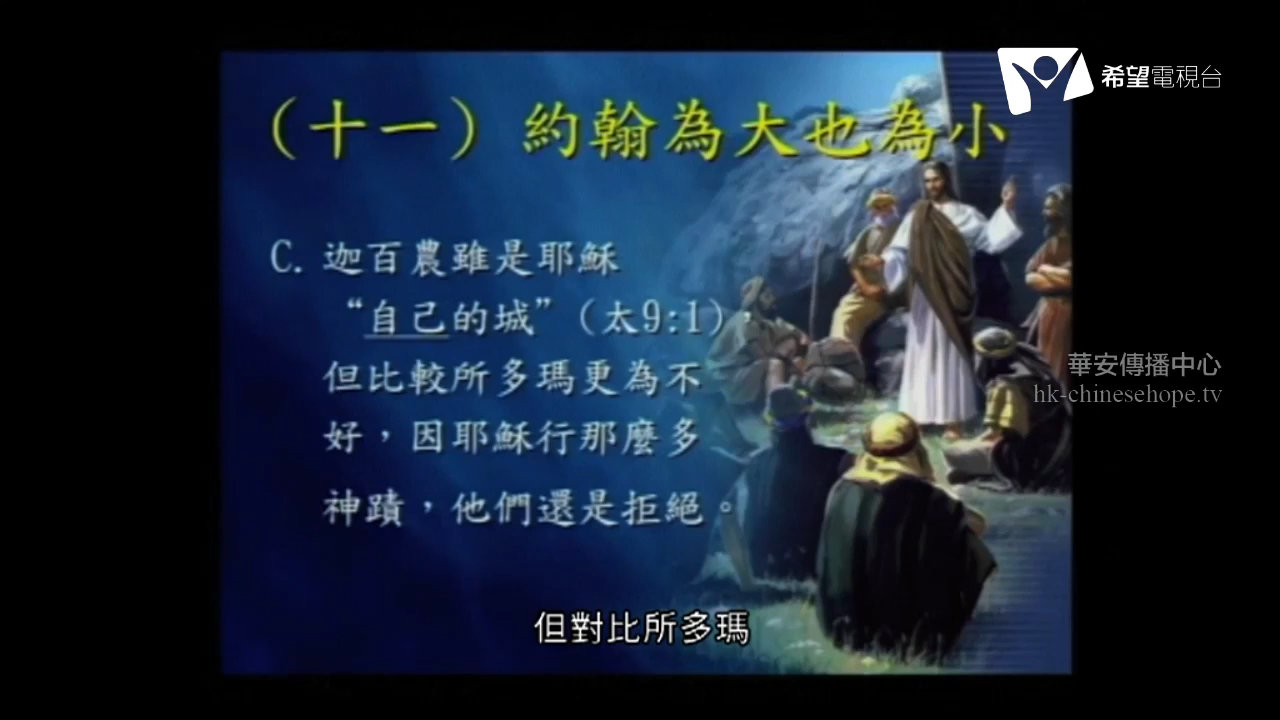 希望電視台
（十一）約翰為大也為小
C. 迦百農雖是耶穌
“自己的城”（太9:1），
但比較所多瑪更為不
好，因耶穌行那麼多
神蹟，他們還是拒絕。
華安傳播中心
hk-chinesehope.tv
但對比所多瑪